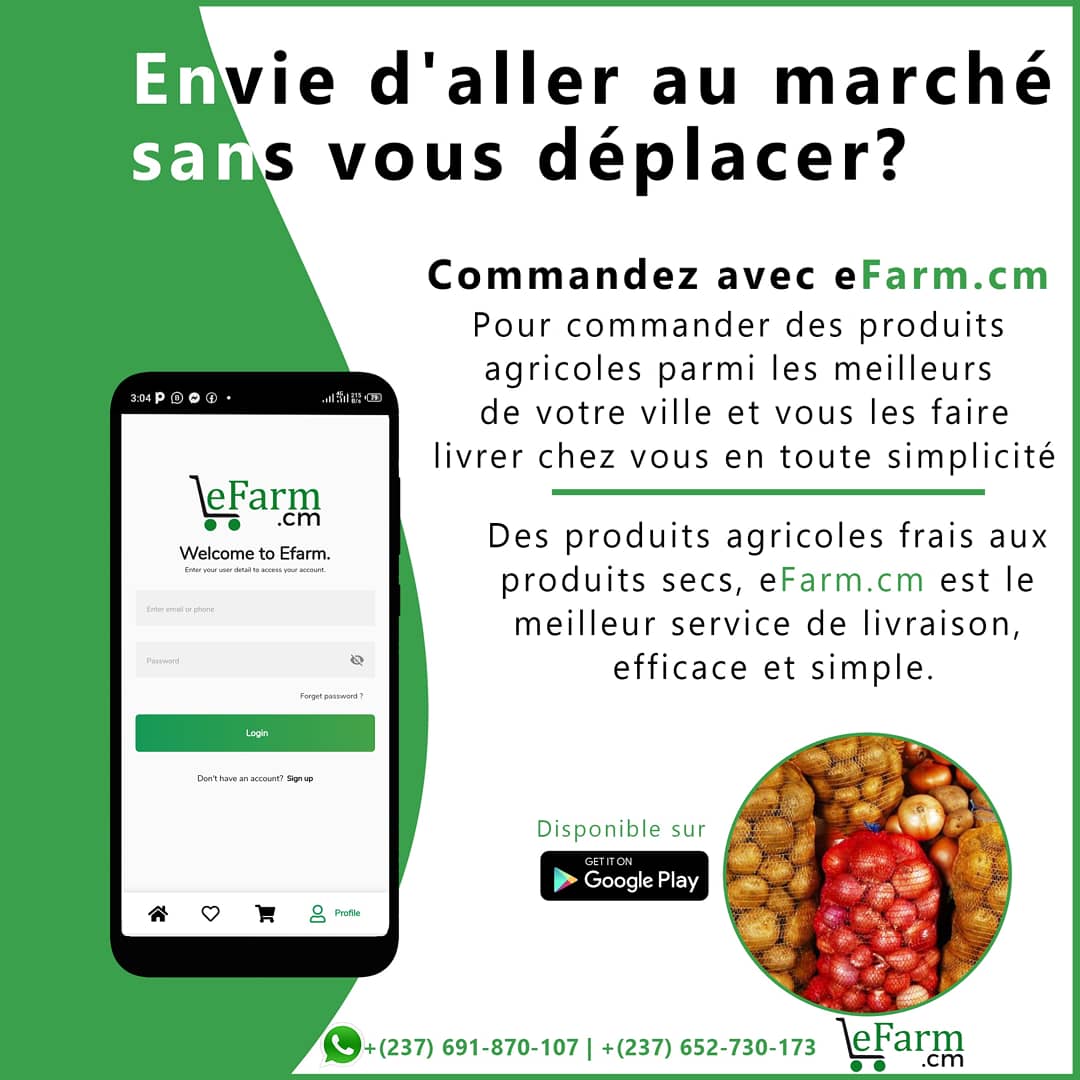 Envie d'aller au marché
sans vous déplacer?
Commandez avec eFarm.cm
Pour commander des produits
agricoles parmi les meilleurs
de votre ville et vous les faire
livrer chez vous en toute simplicité
Des produits agricoles frais aux
produits secs, eFarm.cm est le
meilleur service de livraison,
efficace et simple.
3:04
4G
215
B/s
79
eFarm
.cm
Welcome to Efarm.
Enter your user detail to access your account.
Enter email or phone
Password
Forget password ?
Login
Don't have an account? Sign up
Profile
Disponible sur
GET IT ON
Google Play
+(237) 691-870-107 | +(237) 652-730-173
eFarm
.cm